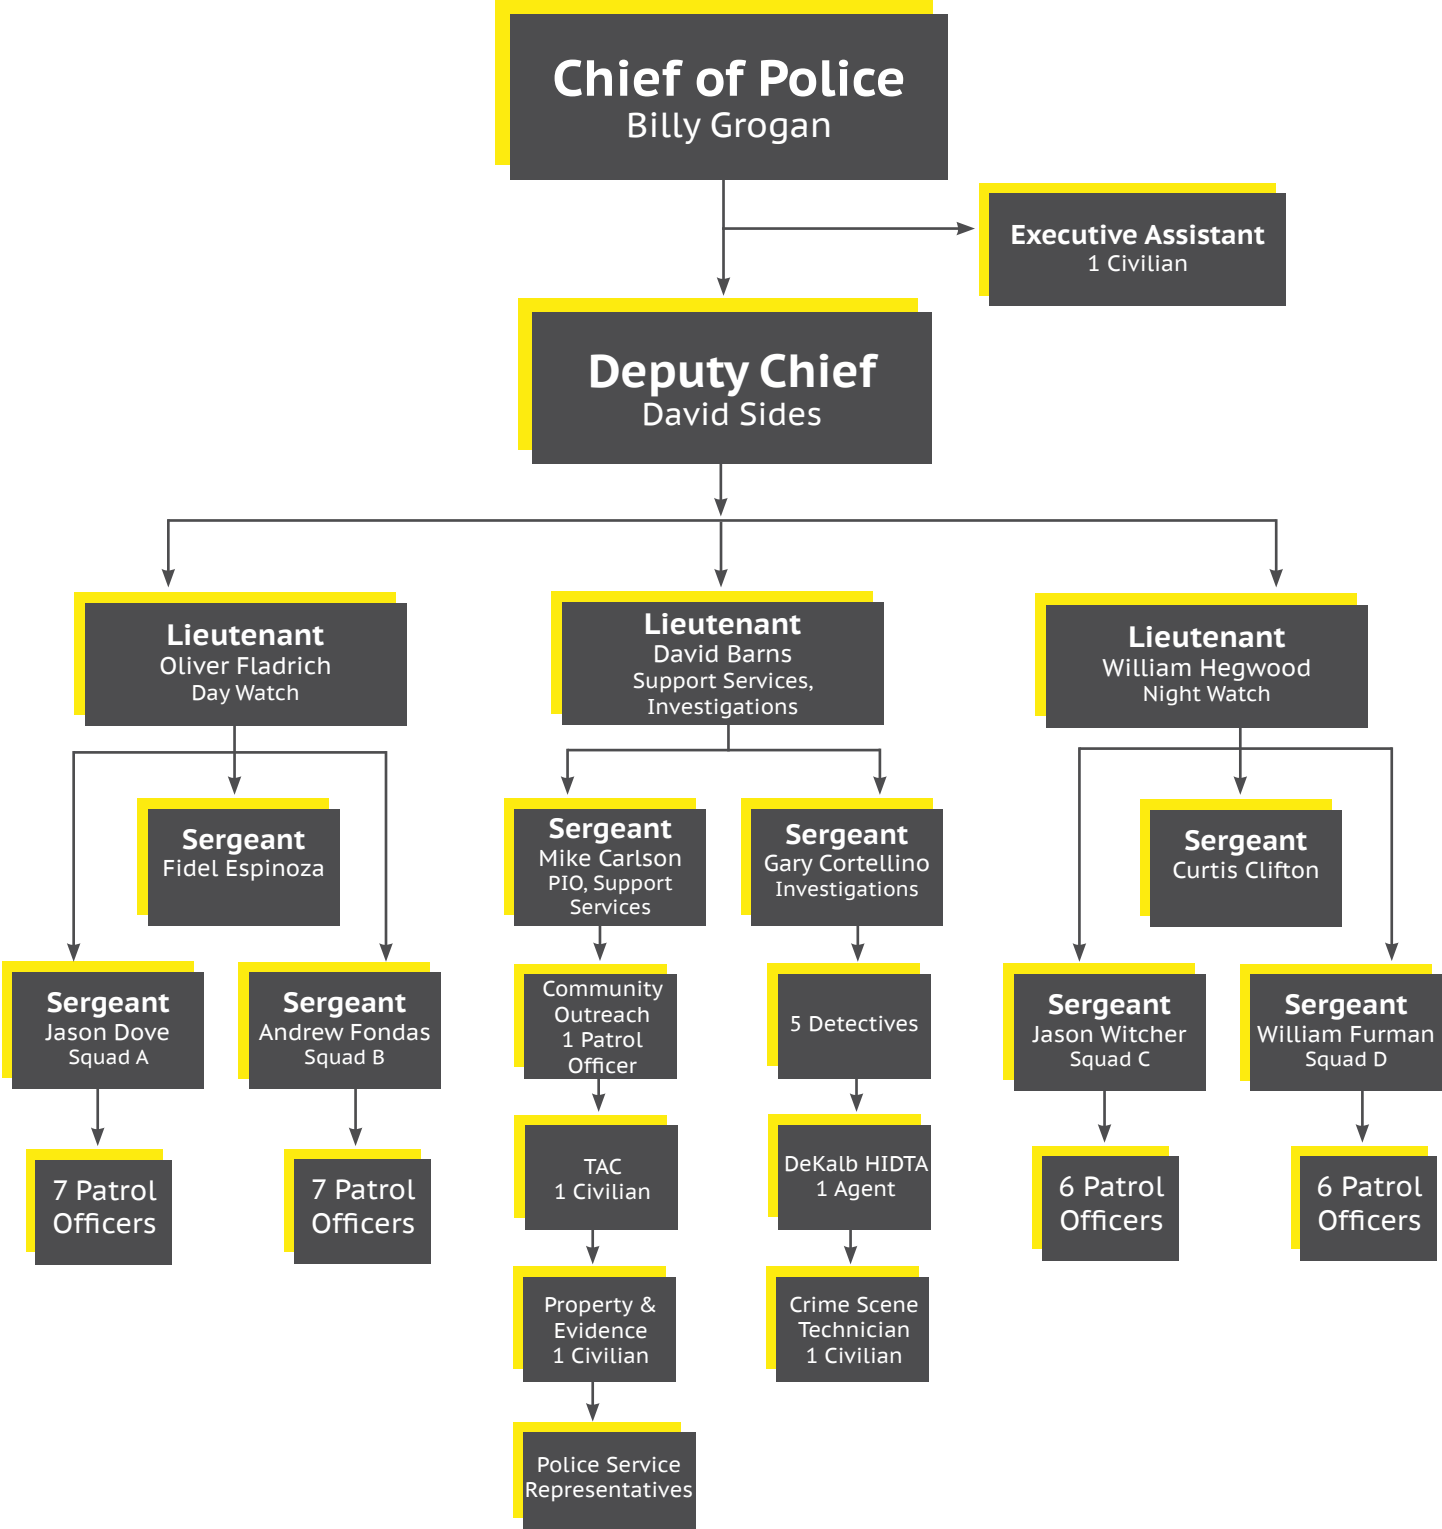 Chief of Police
Billy Grogan
Executive Assistant
1 Civilian
Deputy Chief
David Sides
Lieutenant
Oliver Fladrich
Day Watch
Lieutenant
David Barns
Support Services,
Investigations
Lieutenant
William Hegwood
Night Watch
Sergeant
Fidel Espinoza
Sergeant
Mike Carlson
PIO, Support
Services
Sergeant
Gary Cortellino
Investigations
Sergeant
Curtis Clifton
Sergeant
Jason Dove
Squad A
Sergeant
Andrew Fondas
Squad B
Community
Outreach
1 Patrol
Officer
5 Detectives
Sergeant
Jason Witcher
Squad C
Sergeant
William Furman
Squad D
7 Patrol
Officers
7 Patrol
Officers
TAC
1 Civilian
DeKalb HIDTA
1 Agent
6 Patrol
Officers
6 Patrol
Officers
Property &
Evidence
1 Civilian
Crime Scene
Technician
1 Civilian
Police Service
Representatives